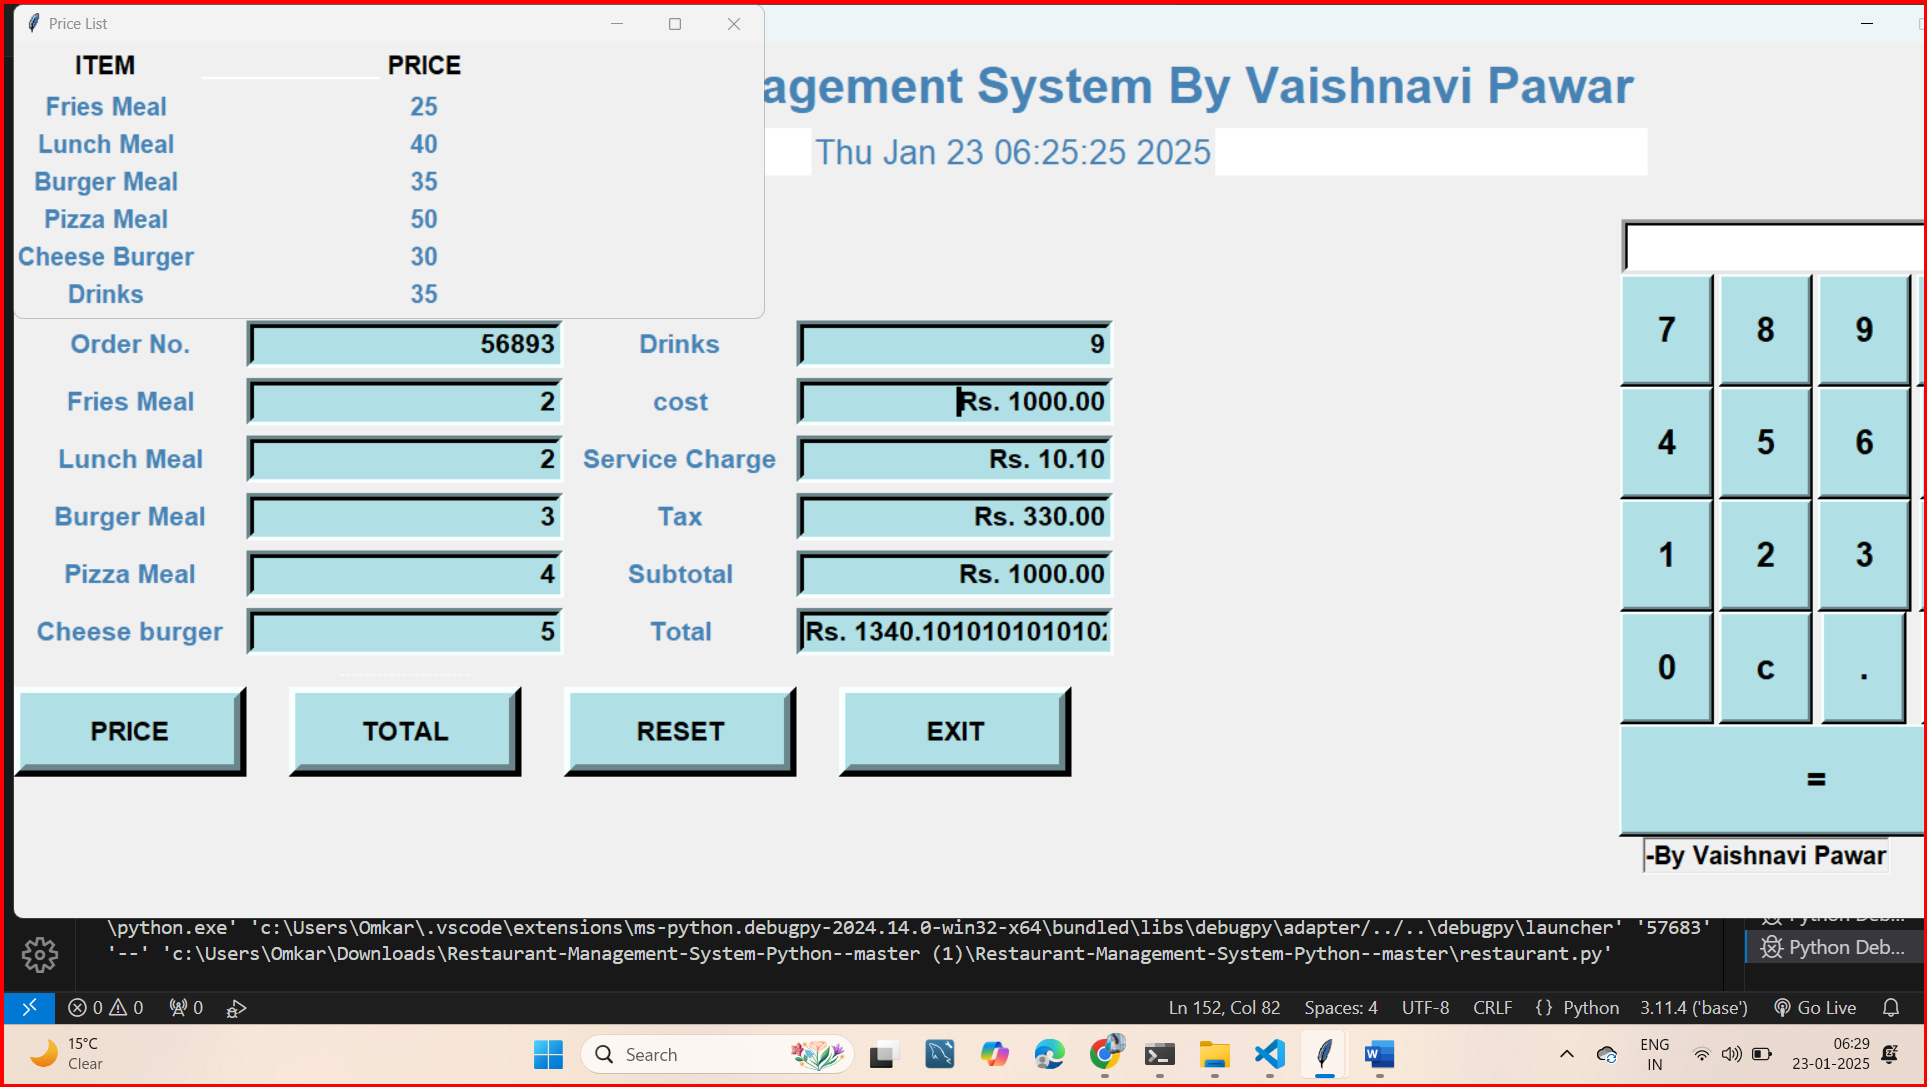 Price List
ITEM PRICE
Fries Meal 25
Lunch Meal 40
Burger Meal 35
Pizza Meal 50
Cheese Burger 30
Drinks 35
agement System By Vaishnavi Pawar
Thu Jan 23 06:25:25 2025
Order No. 56893 Drinks 9
Fries Meal 2 cost Rs. 1000.00
Lunch Meal 2 Service Charge Rs. 10.10
Burger Meal 3 Tax Rs. 330.00
Pizza Meal 4 Subtotal Rs. 1000.00
Cheese burger 5 Total Rs. 1340.101010101010
PRICE TOTAL RESET EXIT
7 8 9
4 5 6
1 2 3
0 c .
=
-By Vaishnavi Pawar
\python.exe' 'c:\Users\Omkar\.vscode\extensions\ms-python.debugpy-2024.14.0-win32-x64\bundled\libs\debugpy\adapter/../..\debugpy\launcher' '57683'
'--' 'c:\Users\Omkar\Downloads\Restaurant-Management-System-Python--master (1)\Restaurant-Management-System-Python--master\restaurant.py'
Python Deb...
Python Deb...
0 0 0 Ln 152, Col 82 Spaces: 4 UTF-8 CRLF {} Python 3.11.4 ('base') Go Live
15°C
Clear
Search
ENG
IN
06:29
23-01-2025